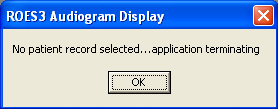 ROES3 Audiogram Display
No patient record selected...application terminating
OK